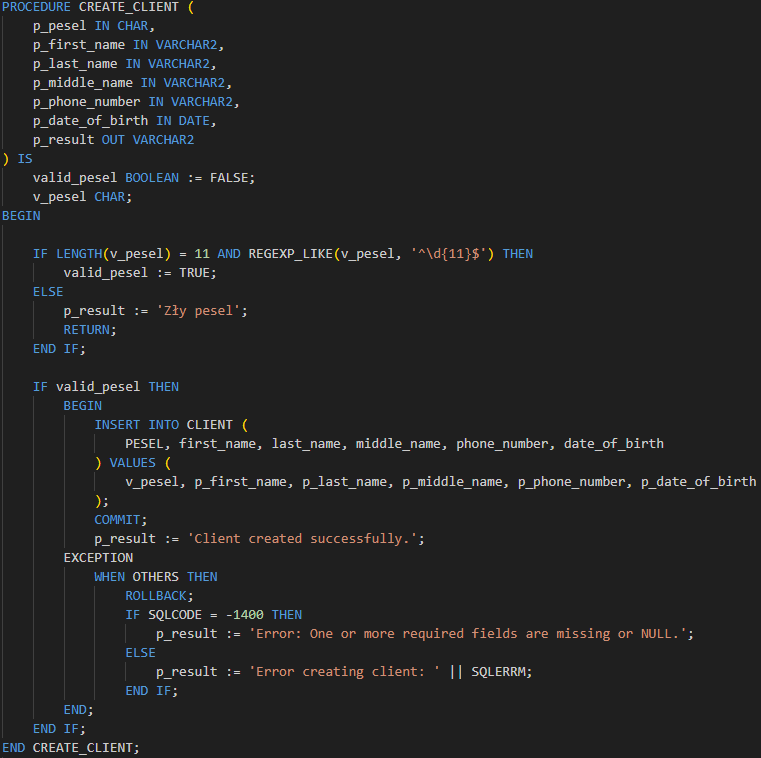 PROCEDURE CREATE_CLIENT (
    p_pesel IN CHAR,
    p_first_name IN VARCHAR2,
    p_last_name IN VARCHAR2,
    p_middle_name IN VARCHAR2,
    p_phone_number IN VARCHAR2,
    p_date_of_birth IN DATE,
    p_result OUT VARCHAR2
) IS
    valid_pesel BOOLEAN := FALSE;
    v_pesel CHAR;
BEGIN

    IF LENGTH(v_pesel) = 11 AND REGEXP_LIKE(v_pesel, '^\d{11}$') THEN
        valid_pesel := TRUE;
    ELSE
        p_result := 'Zły pesel';
        RETURN;
    END IF;

    IF valid_pesel THEN
        BEGIN
            INSERT INTO CLIENT (
                PESEL, first_name, last_name, middle_name, phone_number, date_of_birth
            ) VALUES (
                v_pesel, p_first_name, p_last_name, p_middle_name, p_phone_number, p_date_of_birth
            );
            COMMIT;
            p_result := 'Client created successfully.';
        EXCEPTION
            WHEN OTHERS THEN
                ROLLBACK;
                IF SQLCODE = -1400 THEN
                    p_result := 'Error: One or more required fields are missing or NULL.';
                ELSE
                    p_result := 'Error creating client: ' || SQLERRM;
                END IF;
        END;
    END IF;
END CREATE_CLIENT;